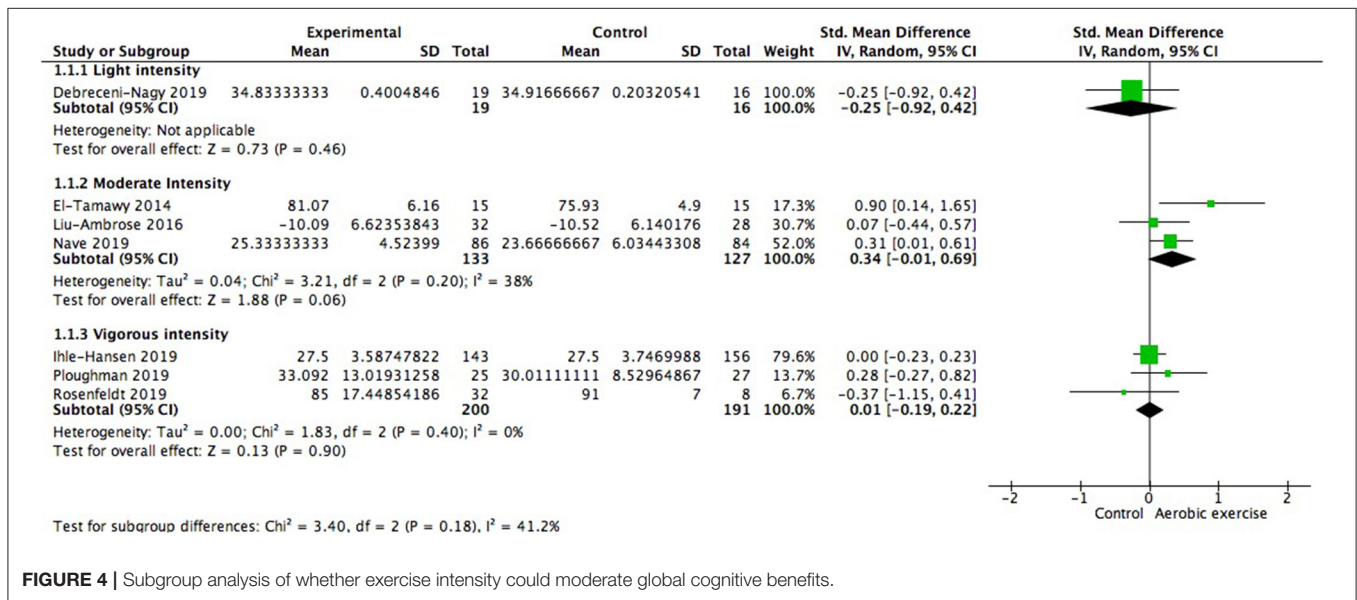 Experimental Control Std. Mean Difference Std. Mean Difference
Study or Subgroup Mean SD Total Mean SD Total Weight IV, Random, 95% CI IV, Random, 95% CI
1.1.1 Light intensity
Debreceni-Nagy 2019 34.83333333 0.4004846 19 34.91666667 0.20320541 16 100.0% -0.25 [-0.92, 0.42]
Subtotal (95% CI) 19 16 100.0% -0.25 [-0.92, 0.42]
Heterogeneity: Not applicable
Test for overall effect: Z = 0.73 (P = 0.46)
1.1.2 Moderate Intensity
El-Tamawy 2014 81.07 6.16 15 75.93 4.9 15 17.3% 0.90 [0.14, 1.65]
Liu-Ambrose 2016 -10.09 6.62353843 32 -10.52 6.140176 28 30.7% 0.07 [-0.44, 0.57]
Nave 2019 25.33333333 4.52399 86 23.66666667 6.03443308 84 52.0% 0.31 [0.01, 0.61]
Subtotal (95% CI) 133 127 100.0% 0.34 [-0.01, 0.69]
Heterogeneity: Tau² = 0.04; Chi² = 3.21, df = 2 (P = 0.20); I² = 38%
Test for overall effect: Z = 1.88 (P = 0.06)
1.1.3 Vigorous intensity
Ihle-Hansen 2019 27.5 3.58747822 143 27.5 3.7469988 156 79.6% 0.00 [-0.23, 0.23]
Ploughman 2019 33.092 13.01931258 25 30.01111111 8.52964867 27 13.7% 0.28 [-0.27, 0.82]
Rosenfeldt 2019 85 17.44854186 32 91 7 8 6.7% -0.37 [-1.15, 0.41]
Subtotal (95% CI) 200 191 100.0% 0.01 [-0.19, 0.22]
Heterogeneity: Tau² = 0.00; Chi² = 1.83, df = 2 (P = 0.40); I² = 0%
Test for overall effect: Z = 0.13 (P = 0.90)
-2 -1 0 1 2
Control Aerobic exercise
Test for subgroup differences: Chi² = 3.40, df = 2 (P = 0.18), I² = 41.2%
FIGURE 4 | Subgroup analysis of whether exercise intensity could moderate global cognitive benefits.